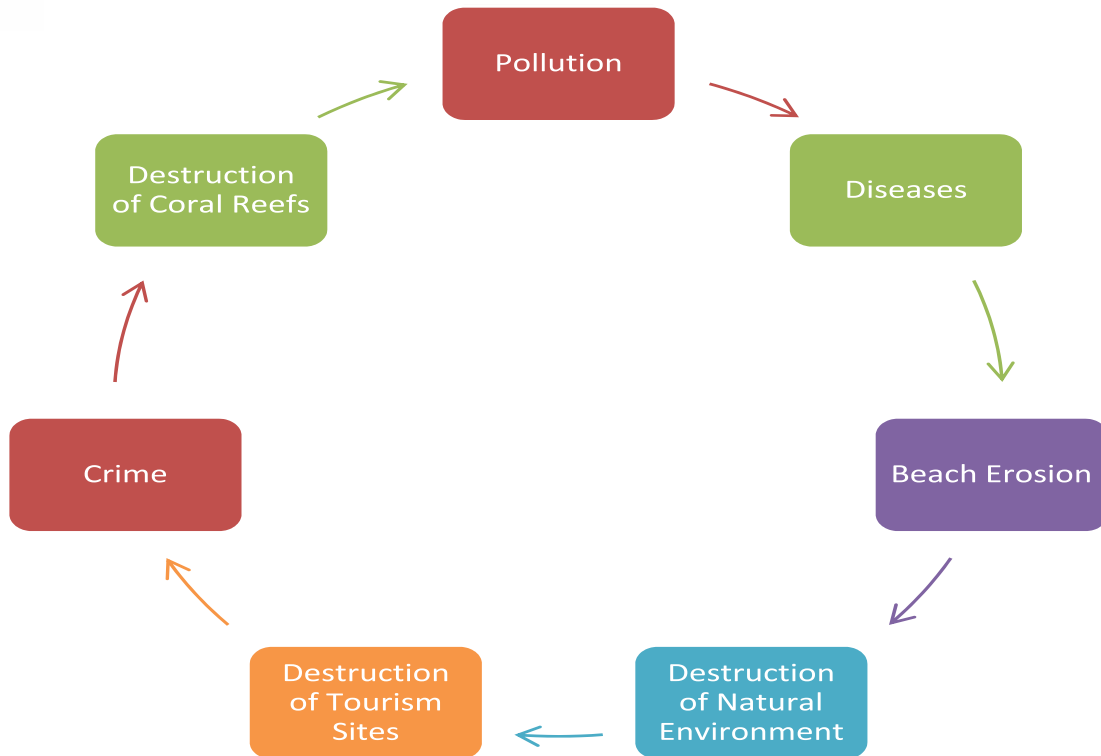 Pollution
Diseases
Beach Erosion
Destruction
of Natural
Environment
Destruction
of Tourism
Sites
Crime
Destruction
of Coral Reefs